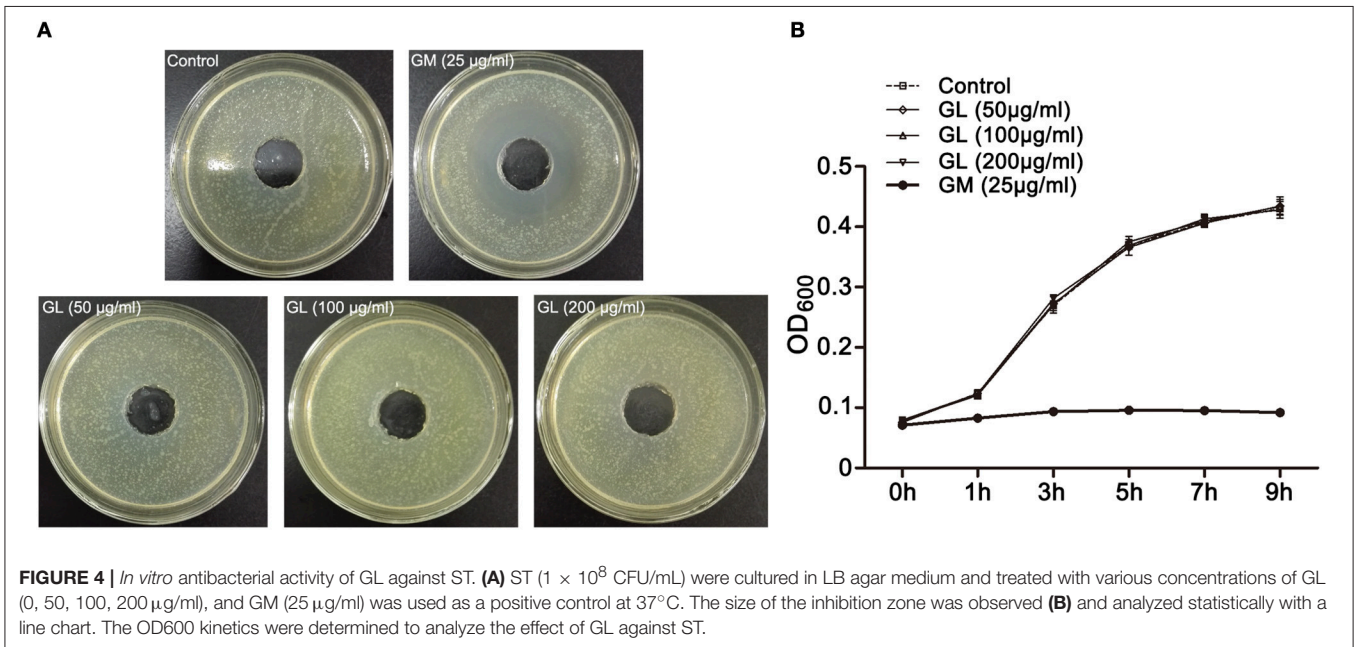 A
Control
GM (25 µg/ml)
GL (50 µg/ml)
GL (100 µg/ml)
GL (200 µg/ml)
B
Control
GL (50µg/ml)
GL (100µg/ml)
GL (200µg/ml)
GM (25µg/ml)
OD600
0.5
0.4
0.3
0.2
0.1
0
0h 1h 3h 5h 7h 9h
FIGURE 4 | In vitro antibacterial activity of GL against ST. (A) ST (1 × 10⁸ CFU/mL) were cultured in LB agar medium and treated with various concentrations of GL
(0, 50, 100, 200 µg/ml), and GM (25 µg/ml) was used as a positive control at 37°C. The size of the inhibition zone was observed (B) and analyzed statistically with a
line chart. The OD600 kinetics were determined to analyze the effect of GL against ST.